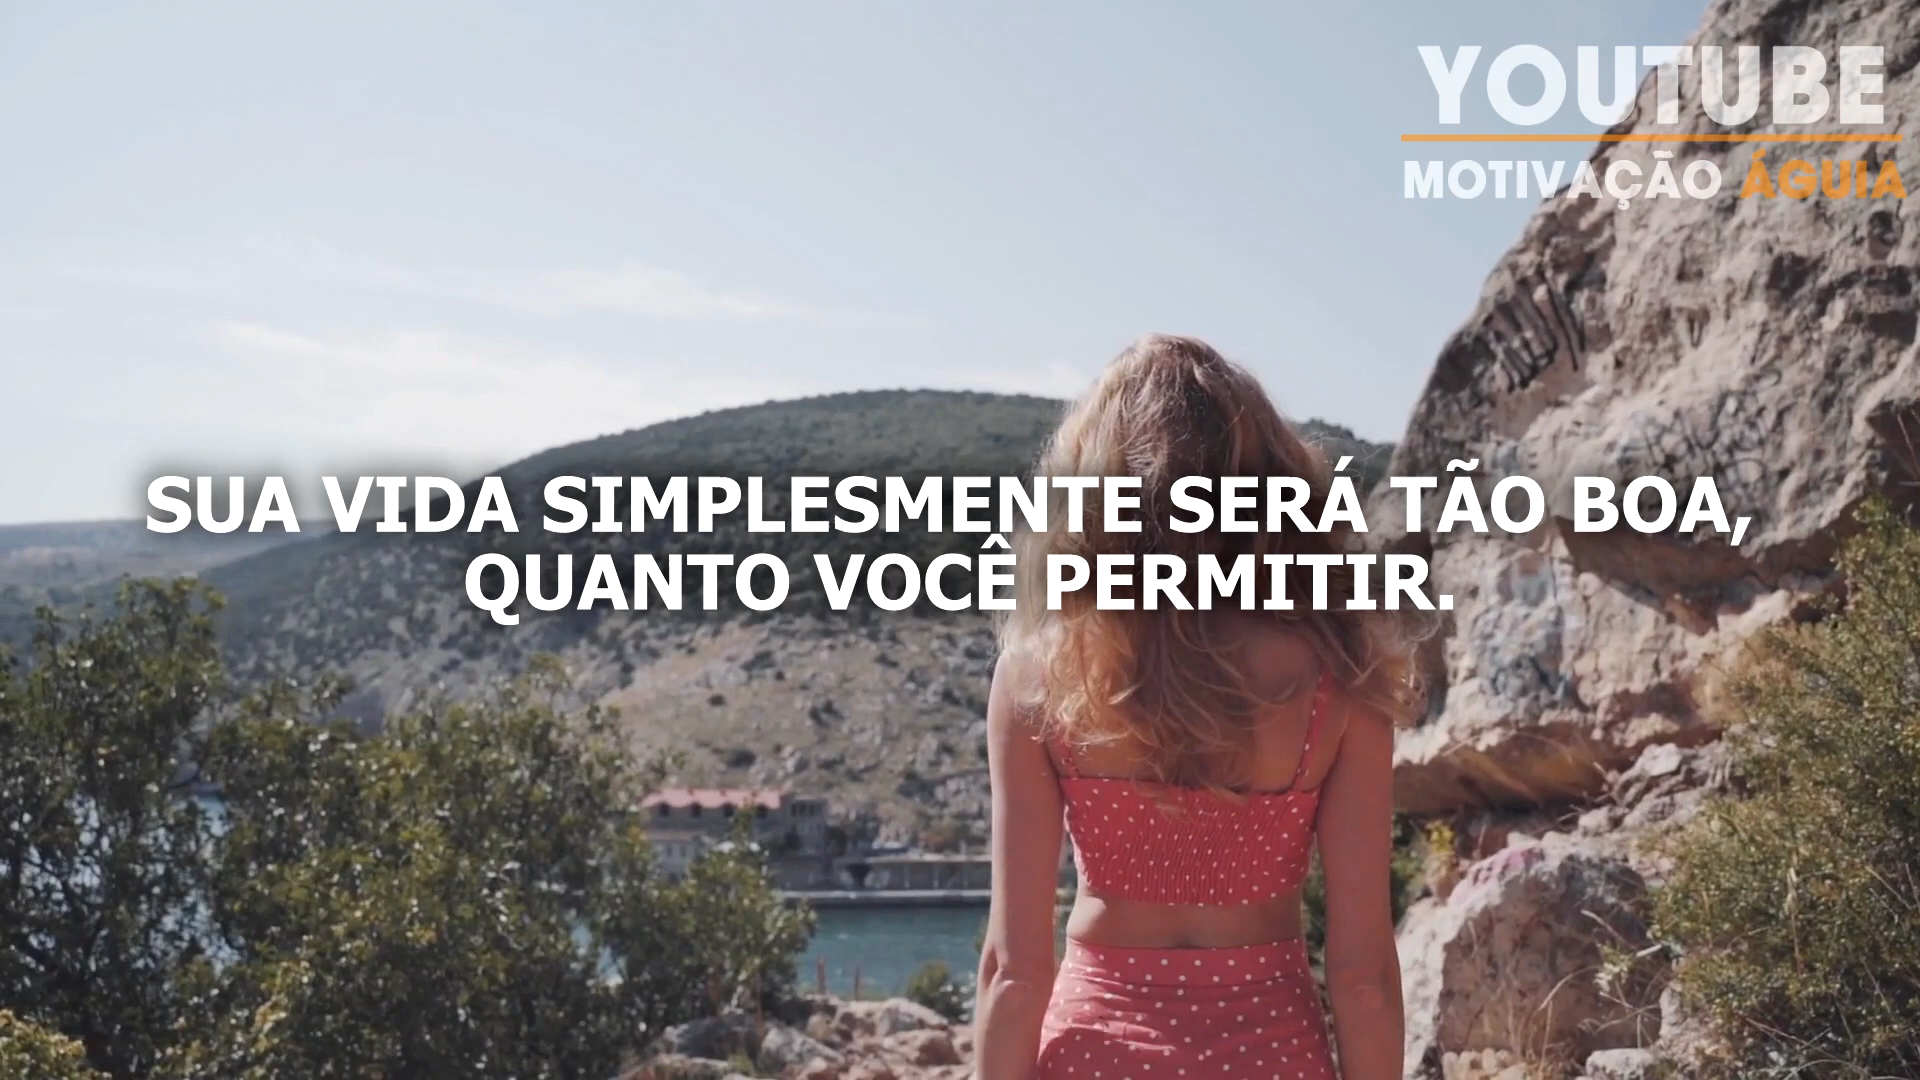 YOUTUBE
MOTIVAÇÃO ÁGUIA
SUA VIDA SIMPLESMENTE SERÁ TÃO BOA,
QUANTO VOCÊ PERMITIR.